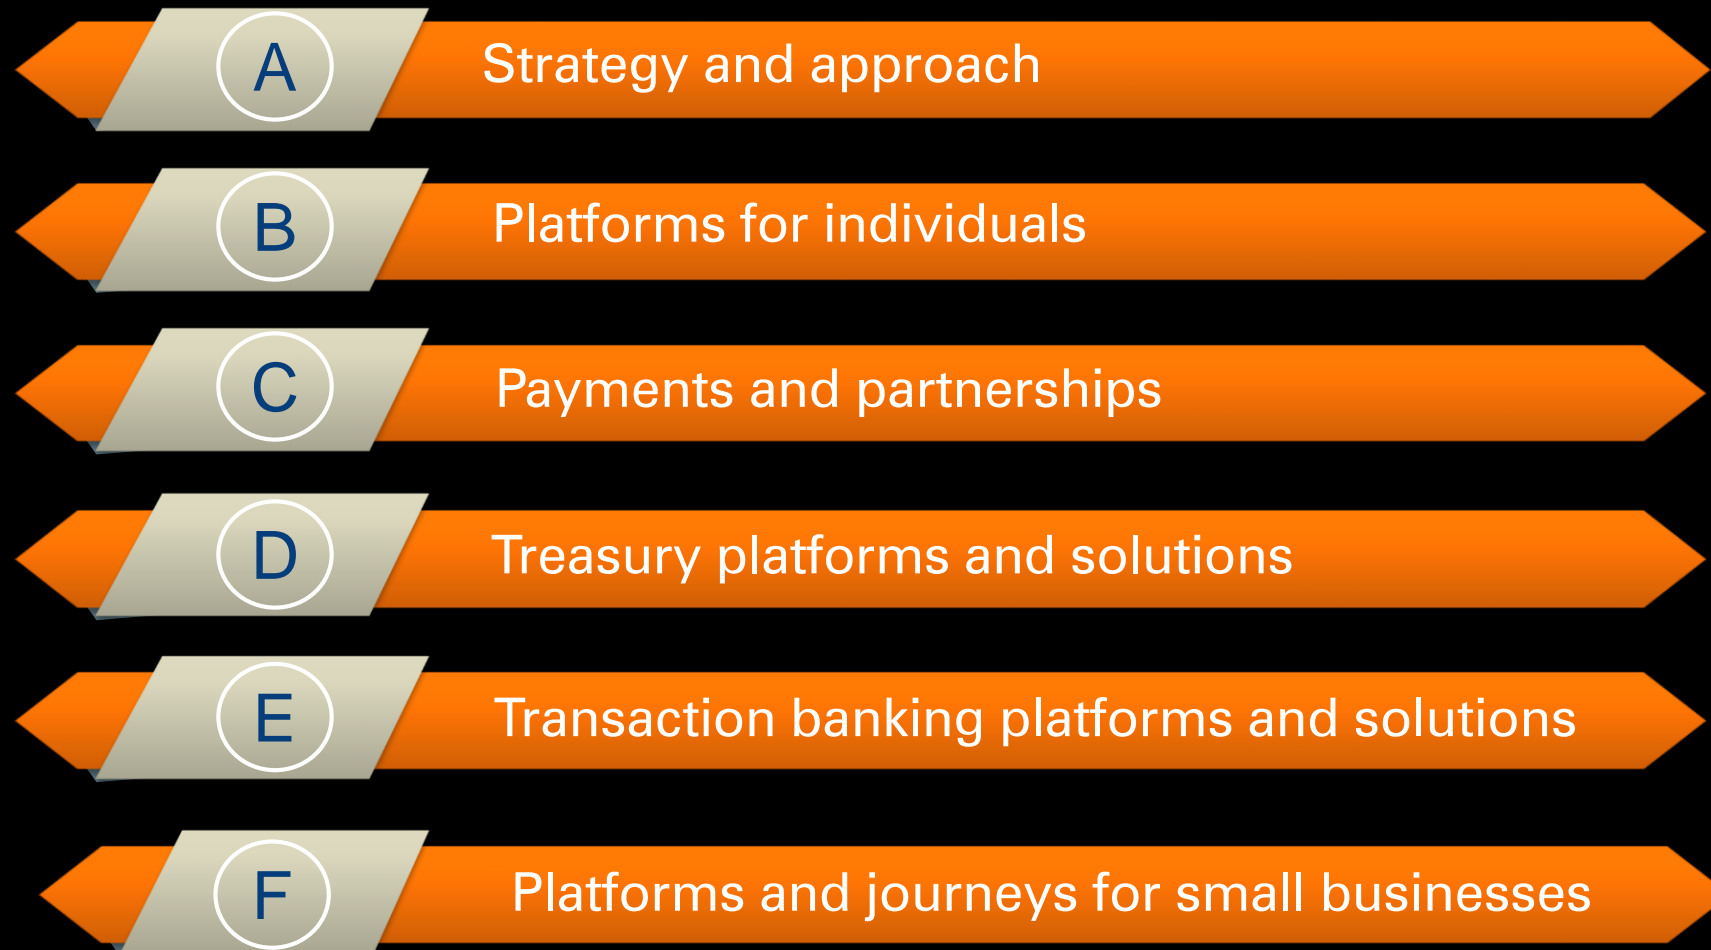 A Strategy and approach
B Platforms for individuals
C Payments and partnerships
D Treasury platforms and solutions
E Transaction banking platforms and solutions
F Platforms and journeys for small businesses